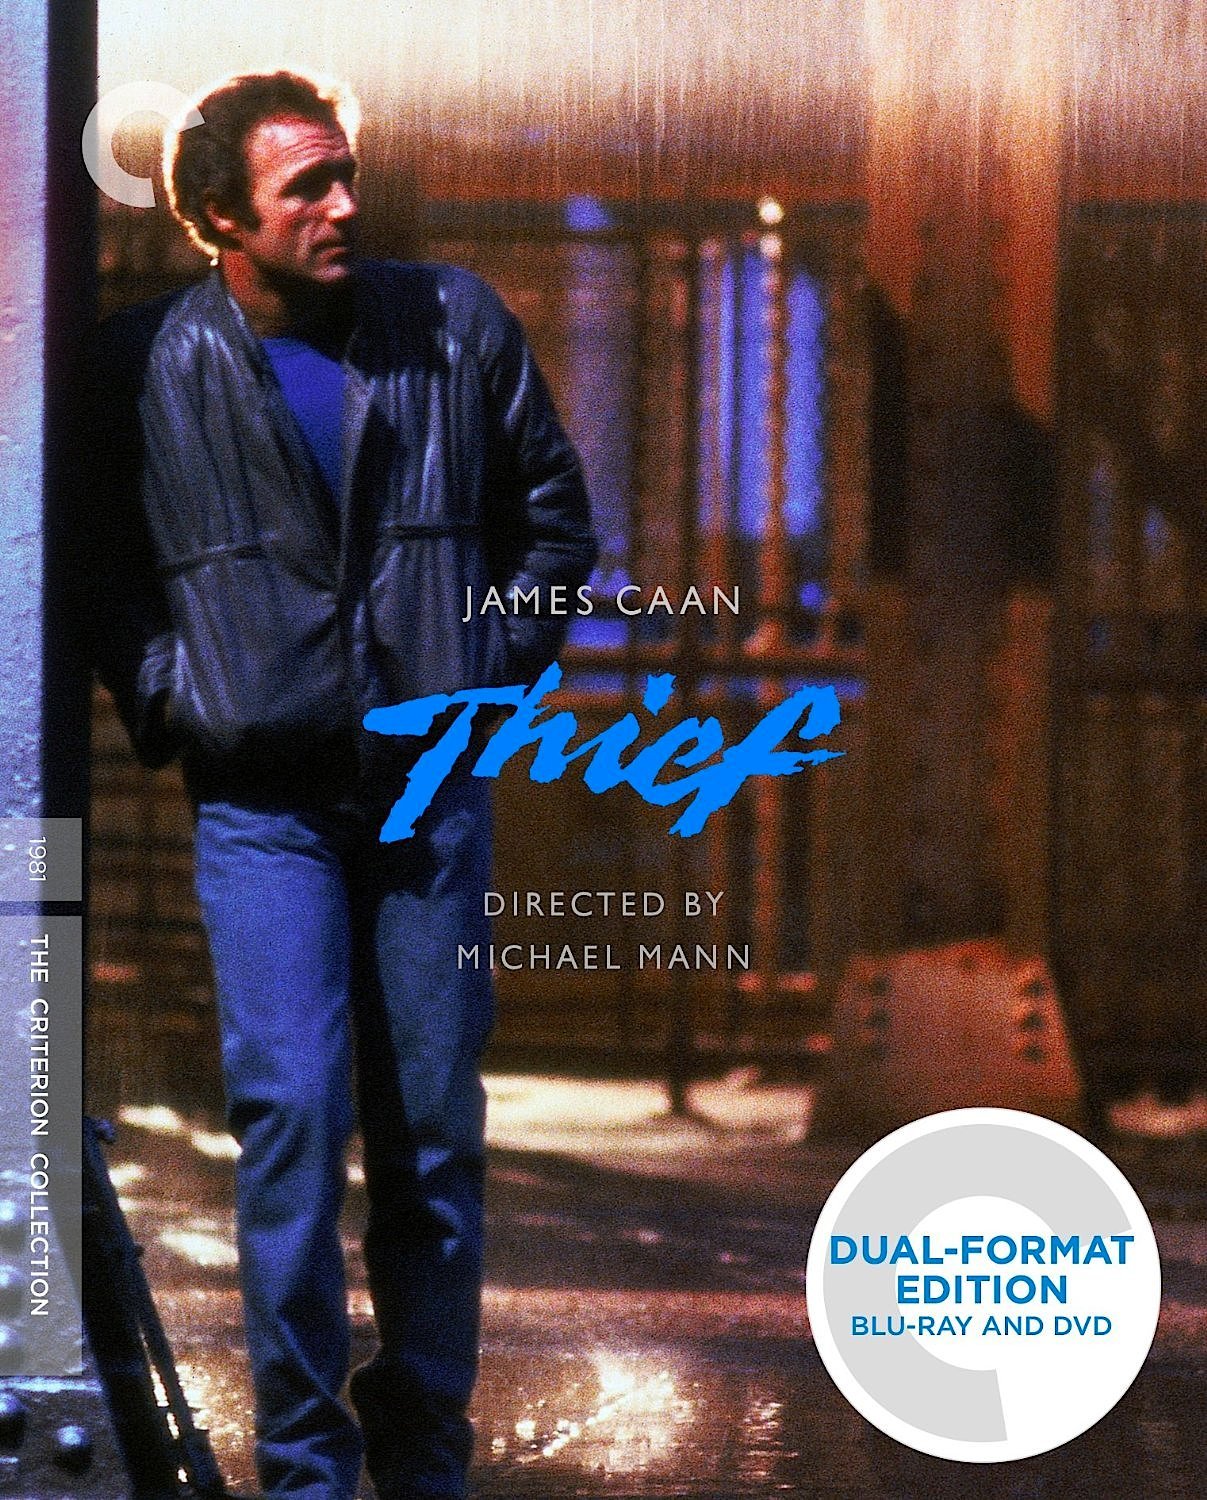 JAMES CAAN
Thief
DIRECTED BY
MICHAEL MANN
1981
THE CRITERION COLLECTION
DUAL-FORMAT
EDITION
BLU-RAY AND DVD